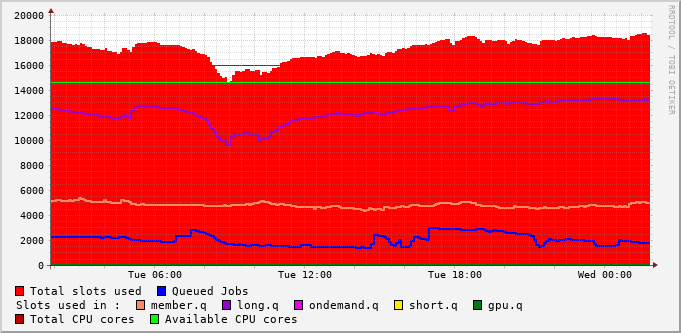 20000
18000
16000
14000
12000
10000
8000
6000
4000
2000
0
Tue 06:00 Tue 12:00 Tue 18:00 Wed 00:00
RRDTOOL / TOBI OETIKER
Total slots used Queued Jobs
Slots used in : member.q long.q ondemand.q short.q gpu.q
Total CPU cores Available CPU cores